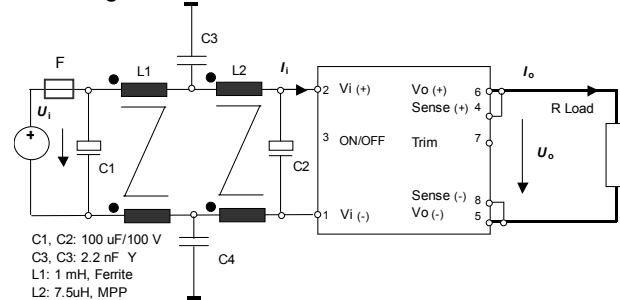 C3
F
L1
L2
Ii
Io
Ui
+
C1
C2
2 Vi (+)
3 ON/OFF
1 Vi (-)
Vo (+) 6
Sense (+) 4
Trim 7
Sense (-) 8
Vo (-) 5
R Load
Uo
C4
C1, C2: 100 uF/100 V
C3, C3: 2.2 nF Y
L1: 1 mH, Ferrite
L2: 7.5uH, MPP